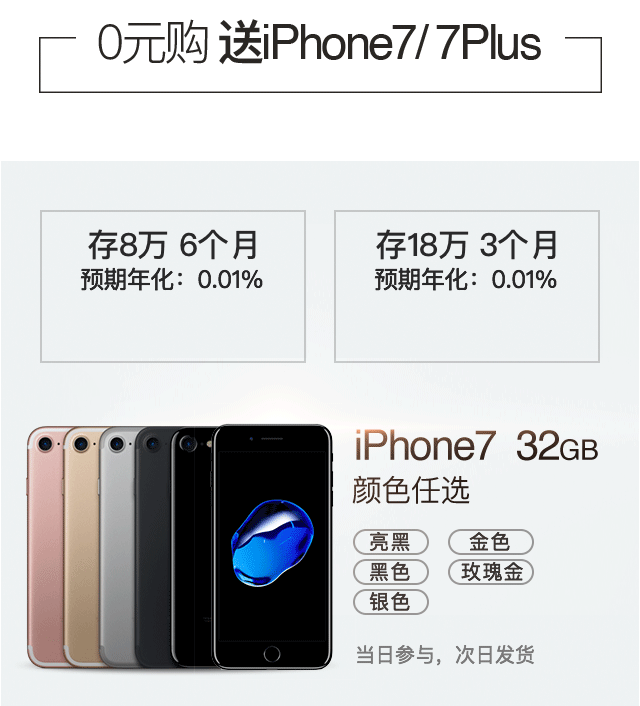 0元购 送iPhone7/ 7Plus
存8万 6个月
预期年化：0.01%
存18万 3个月
预期年化：0.01%
iPhone7 32GB
颜色任选
亮黑 金色
黑色 玫瑰金
银色
当日参与，次日发货